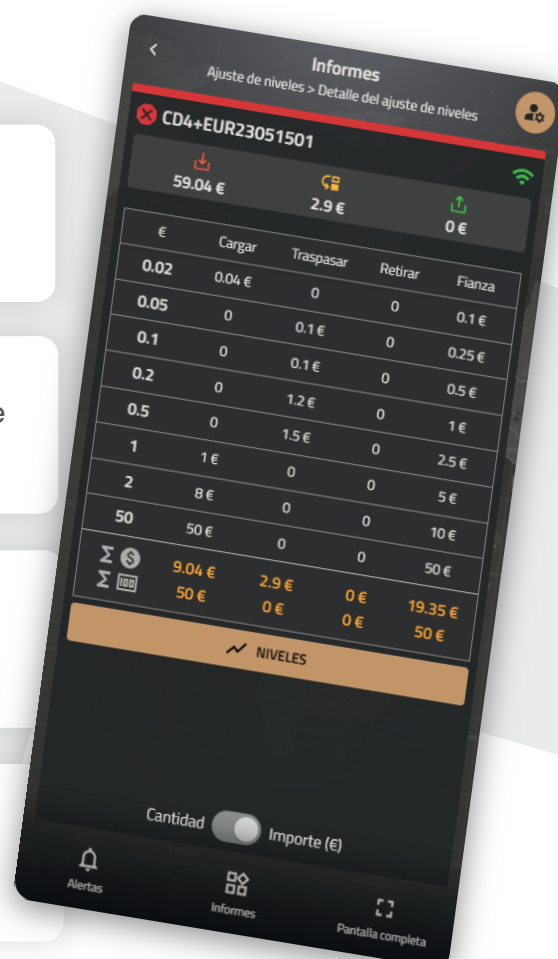 Informes
Ajuste de niveles > Detalle del ajuste de niveles
CD4+EUR23051501
59.04 € 2.9 € 0 €
€ Cargar Traspasar Retirar Fianza
0.02 0.04 € 0 0 0.1 €
0.05 0 0.1 € 0 0.25 €
0.1 0 0.1 € 0 0.5 €
0.2 0 1.2 € 0 1 €
0.5 0 1.5 € 0 2.5 €
1 1 € 0 0 5 €
2 8 € 0 0 10 €
50 50 € 0 0 50 €
Σ $ 9.04 € 2.9 € 0 € 19.35 €
Σ 100 50 € 0 € 0 € 50 €
NIVELES
Cantidad Importe (€)
Alertas Informes Pantalla completa
e